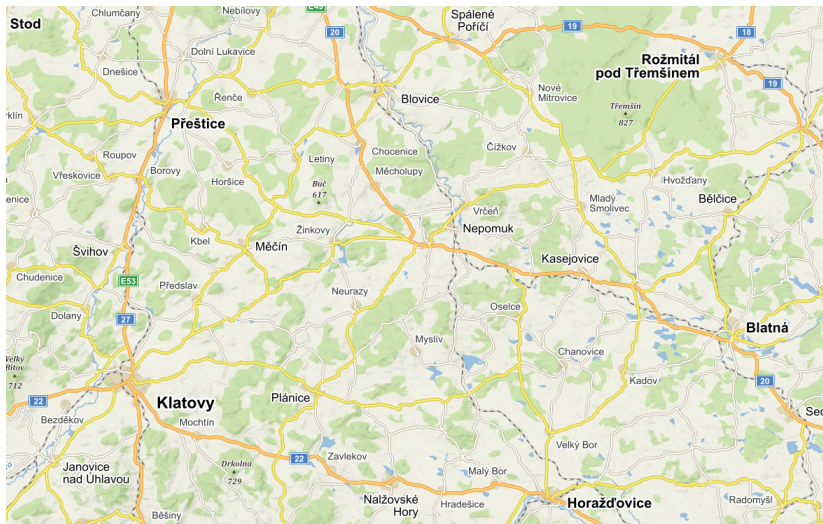 Chlumčany
Nebílovy
E49
Spálené
Poříčí
Stod
20
19
18
Dolní Lukavice
Rožmitál
pod Třemšínem
Dnešice
19
Řenče
Blovice
Nové
Mitrovice
Třemšín
827
Přeštice
Roupov
Letiny
Chocenice
Čížkov
Vřeskovice
Borovy
Měcholupy
Horšice
Buč
617
Hvožďany
Mladý
Smolivec
Bělčice
Vrčeň
Žinkovy
Nepomuk
Kbel
Měčín
Švihov
Kasejovice
Chudenice
E53
Předslav
Neurazy
Oselce
Dolany
27
Blatná
Myslív
Chanovice
712
Kadov
20
22
Klatovy
Plánice
Bezděkov
Mochtín
Velký Bor
Zavlekov
22
Janovice
nad Úhlavou
Drkolná
729
Malý Bor
Nalžovské
Hory
Hradešice
Horažďovice
Radomyšl
Běšiny